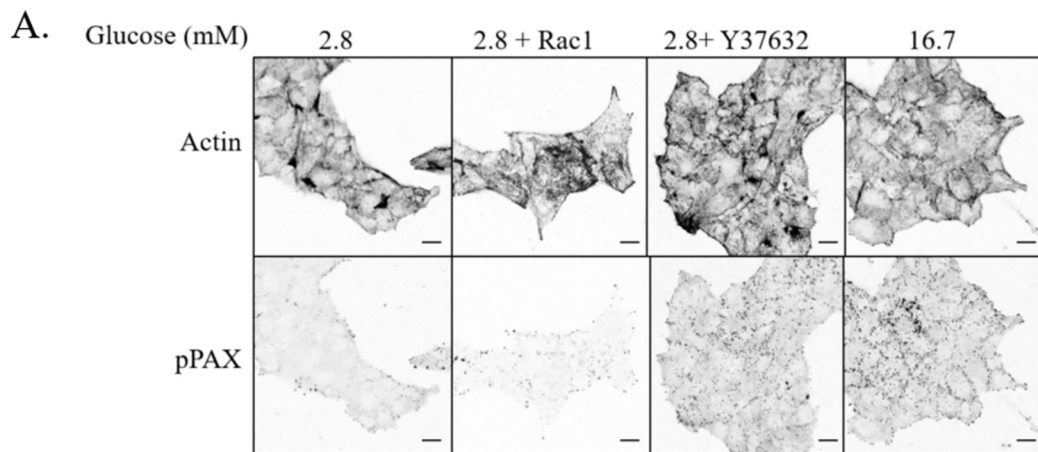 A.
Glucose (mM) 2.8 2.8 + Rac1 2.8+ Y37632 16.7
Actin
pPAX